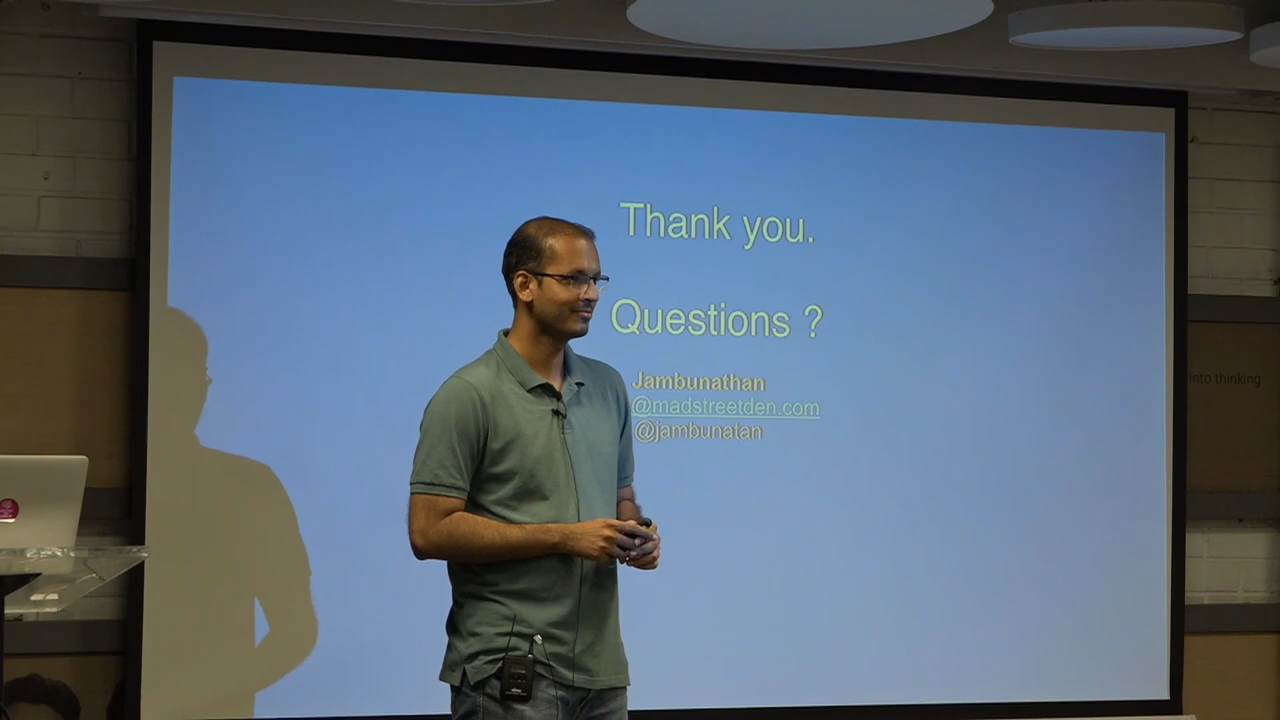 Thank you.
Questions ?
Jambunathan
@madstreetden.com
@jambunatan
into thinking